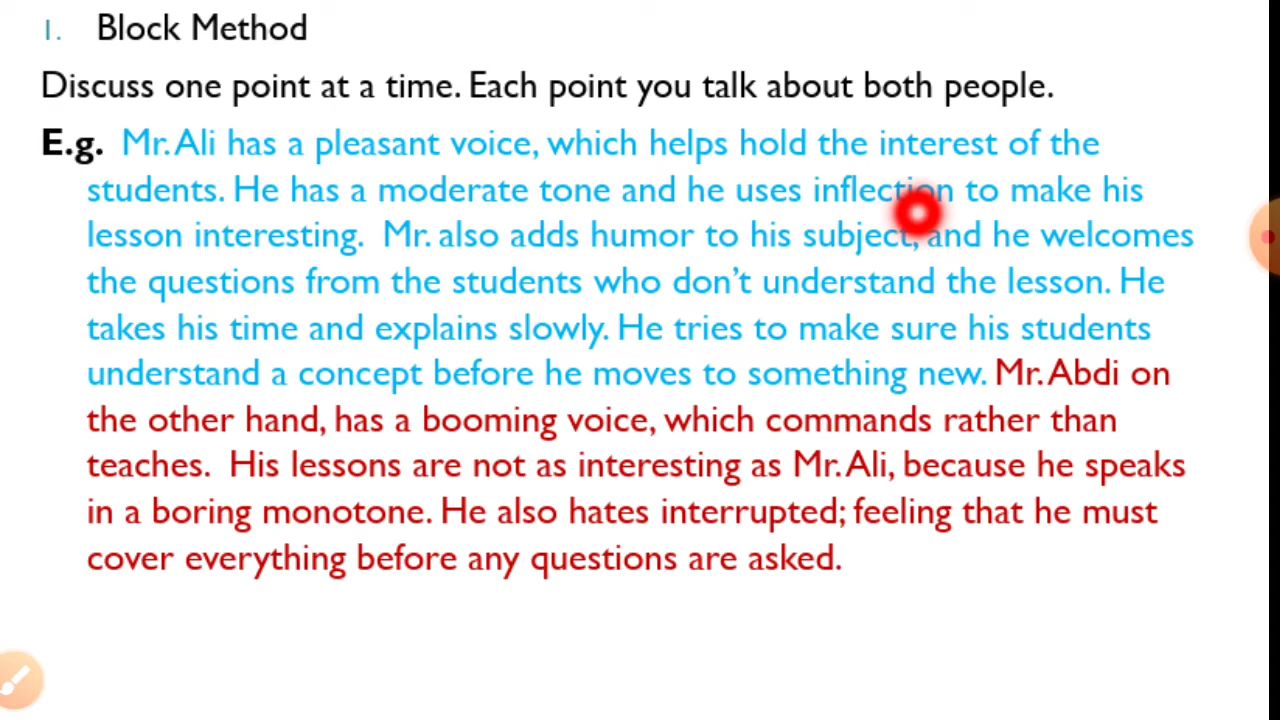 1. Block Method
Discuss one point at a time. Each point you talk about both people.
E.g. Mr. Ali has a pleasant voice, which helps hold the interest of the
students. He has a moderate tone and he uses inflection to make his
lesson interesting. Mr. also adds humor to his subject, and he welcomes
the questions from the students who don’t understand the lesson. He
takes his time and explains slowly. He tries to make sure his students
understand a concept before he moves to something new. Mr. Abdi on
the other hand, has a booming voice, which commands rather than
teaches. His lessons are not as interesting as Mr. Ali, because he speaks
in a boring monotone. He also hates interrupted; feeling that he must
cover everything before any questions are asked.